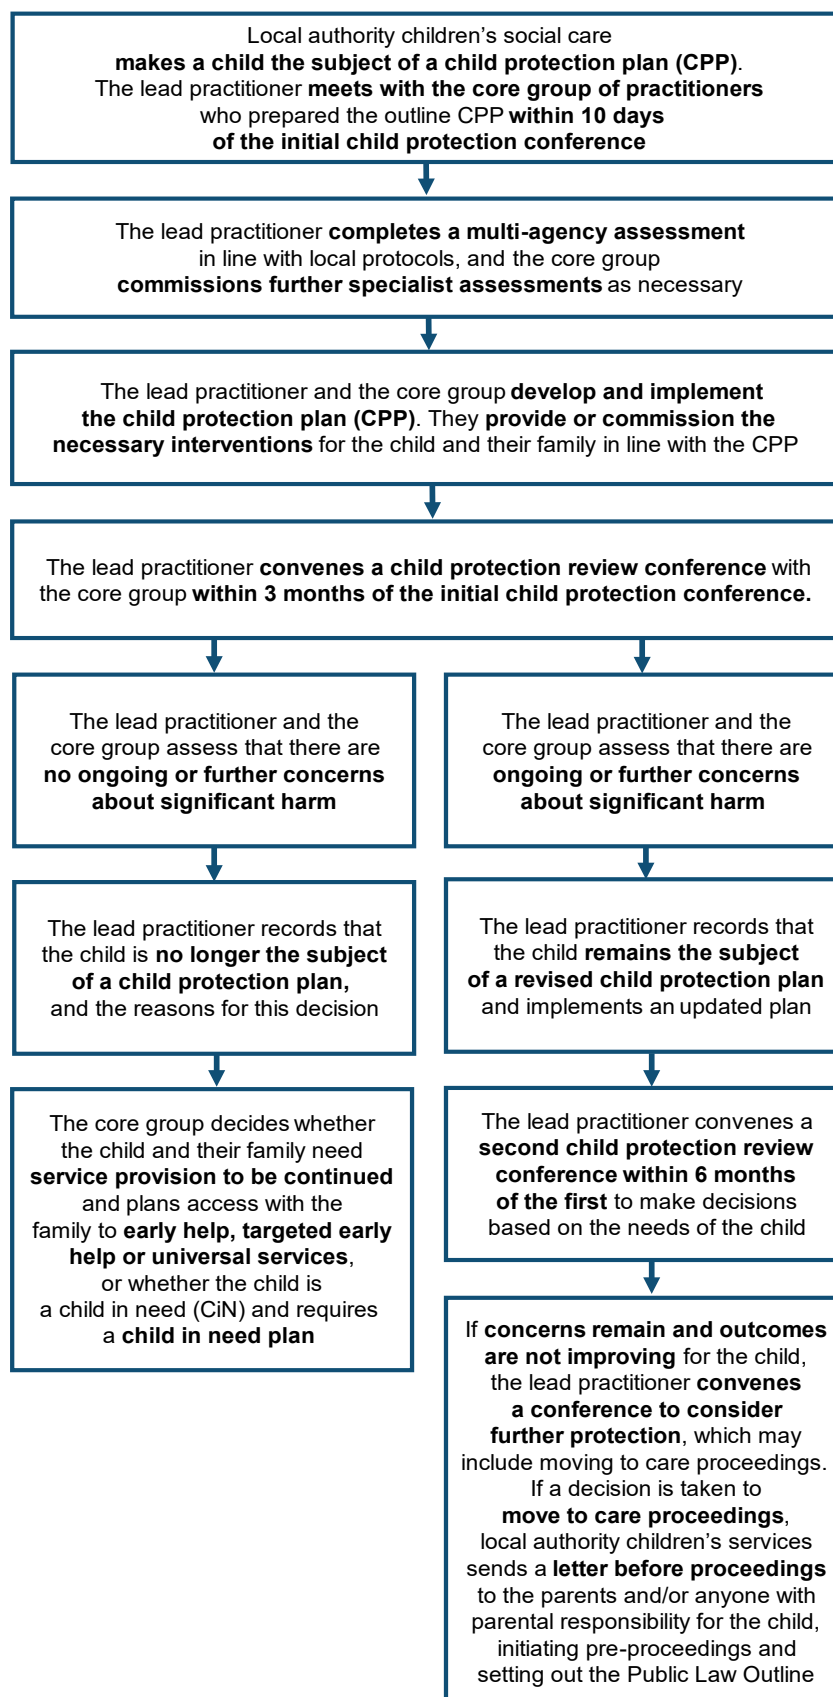 Local authority children’s social care
makes a child the subject of a child protection plan (CPP).
The lead practitioner meets with the core group of practitioners
who prepared the outline CPP within 10 days
of the initial child protection conference
The lead practitioner completes a multi-agency assessment
in line with local protocols, and the core group
commissions further specialist assessments as necessary
The lead practitioner and the core group develop and implement
the child protection plan (CPP). They provide or commission the
necessary interventions for the child and their family in line with the CPP
The lead practitioner convenes a child protection review conference with
the core group within 3 months of the initial child protection conference.
The lead practitioner and the
core group assess that there are
no ongoing or further concerns
about significant harm
The lead practitioner records that
the child is no longer the subject
of a child protection plan,
and the reasons for this decision
The core group decides whether
the child and their family need
service provision to be continued
and plans access with the
family to early help, targeted early
help or universal services,
or whether the child is
a child in need (CiN) and requires
a child in need plan
The lead practitioner and the
core group assess that there are
ongoing or further concerns
about significant harm
The lead practitioner records that
the child remains the subject
of a revised child protection plan
and implements an updated plan
The lead practitioner convenes a
second child protection review
conference within 6 months
of the first to make decisions
based on the needs of the child
If concerns remain and outcomes
are not improving for the child,
the lead practitioner convenes
a conference to consider
further protection, which may
include moving to care proceedings.
If a decision is taken to
move to care proceedings,
local authority children’s services
sends a letter before proceedings
to the parents and/or anyone with
parental responsibility for the child,
initiating pre-proceedings and
setting out the Public Law Outline